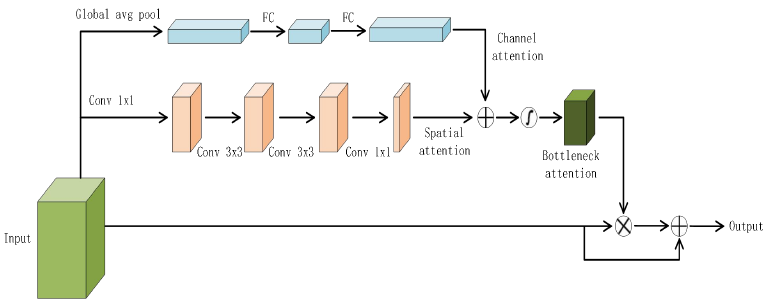 Global avg pool
FC
FC
Channel
attention
Conv 1x1
Conv 3x3
Conv 3x3
Conv 1x1
Spatial
attention
Bottleneck
attention
Input
Output